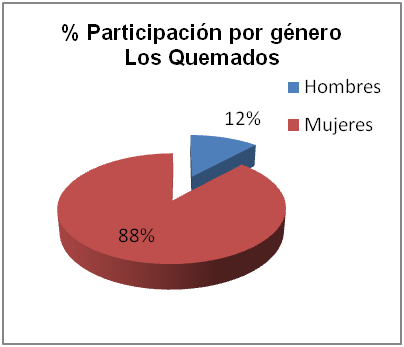 % Participación por género
Los Quemados
Hombres
Mujeres
12%
88%